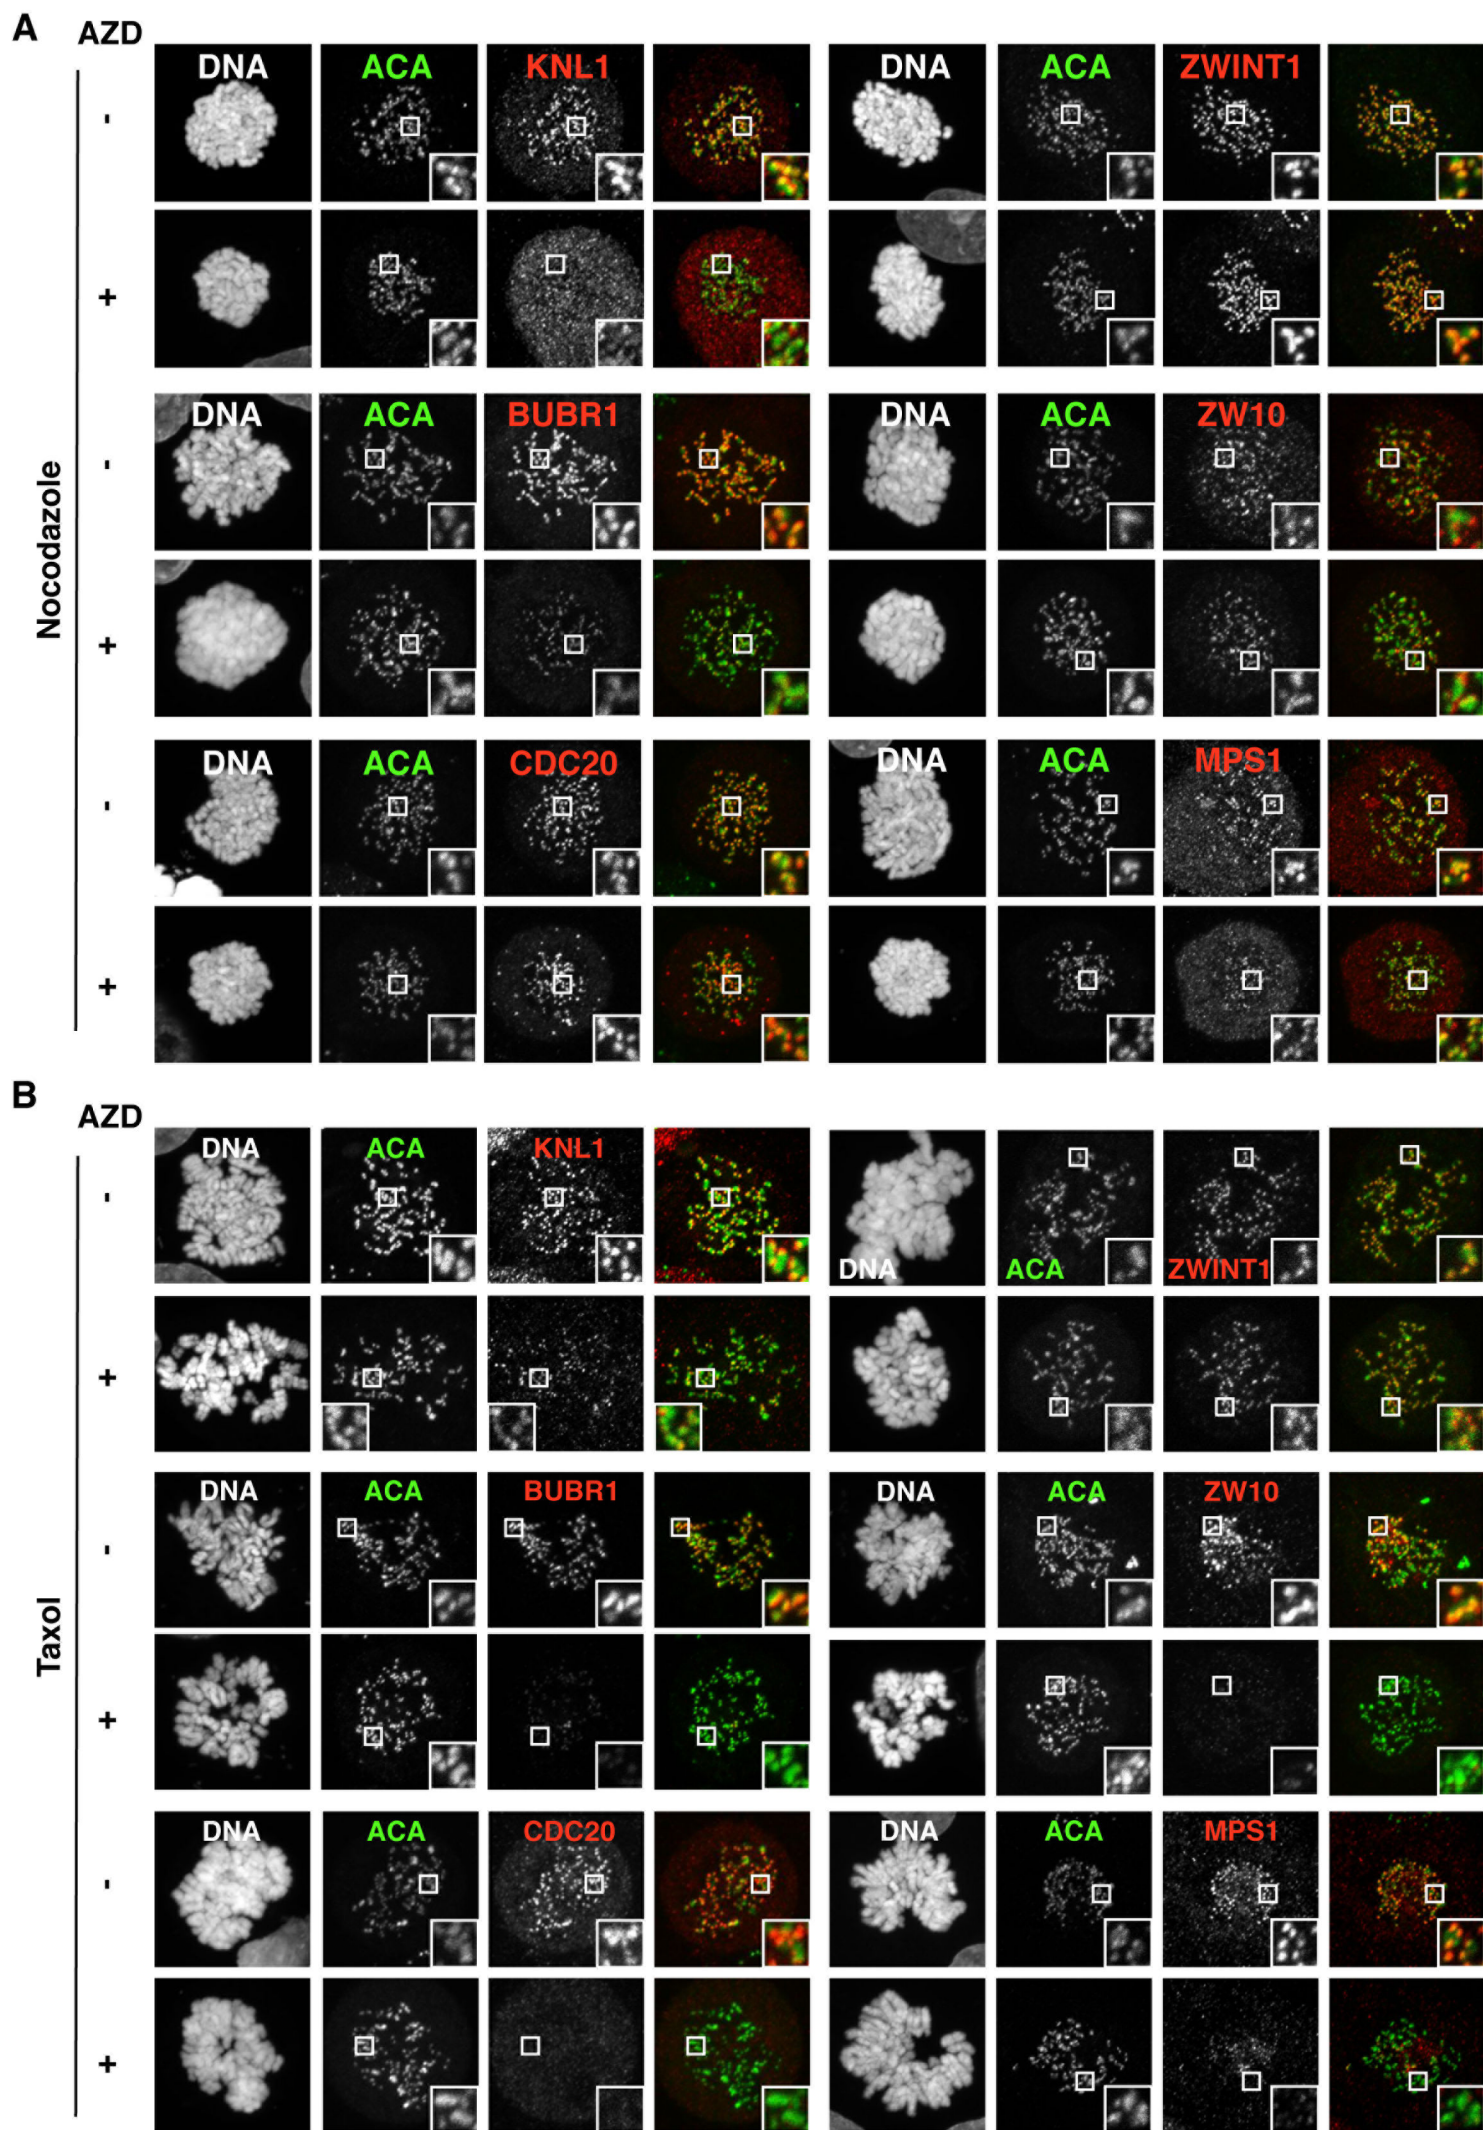 A
AZD
DNA ACA KNL1 DNA ACA ZWINT1
-
+
DNA ACA BUBR1 DNA ACA ZW10
-
+
Nocodazole
DNA ACA CDC20 DNA ACA MPS1
-
+
B
AZD
DNA ACA KNL1
-
DNA ACA ZWINT1
+
DNA ACA BUBR1 DNA ACA ZW10
-
Taxol
+
DNA ACA CDC20 DNA ACA MPS1
-
+